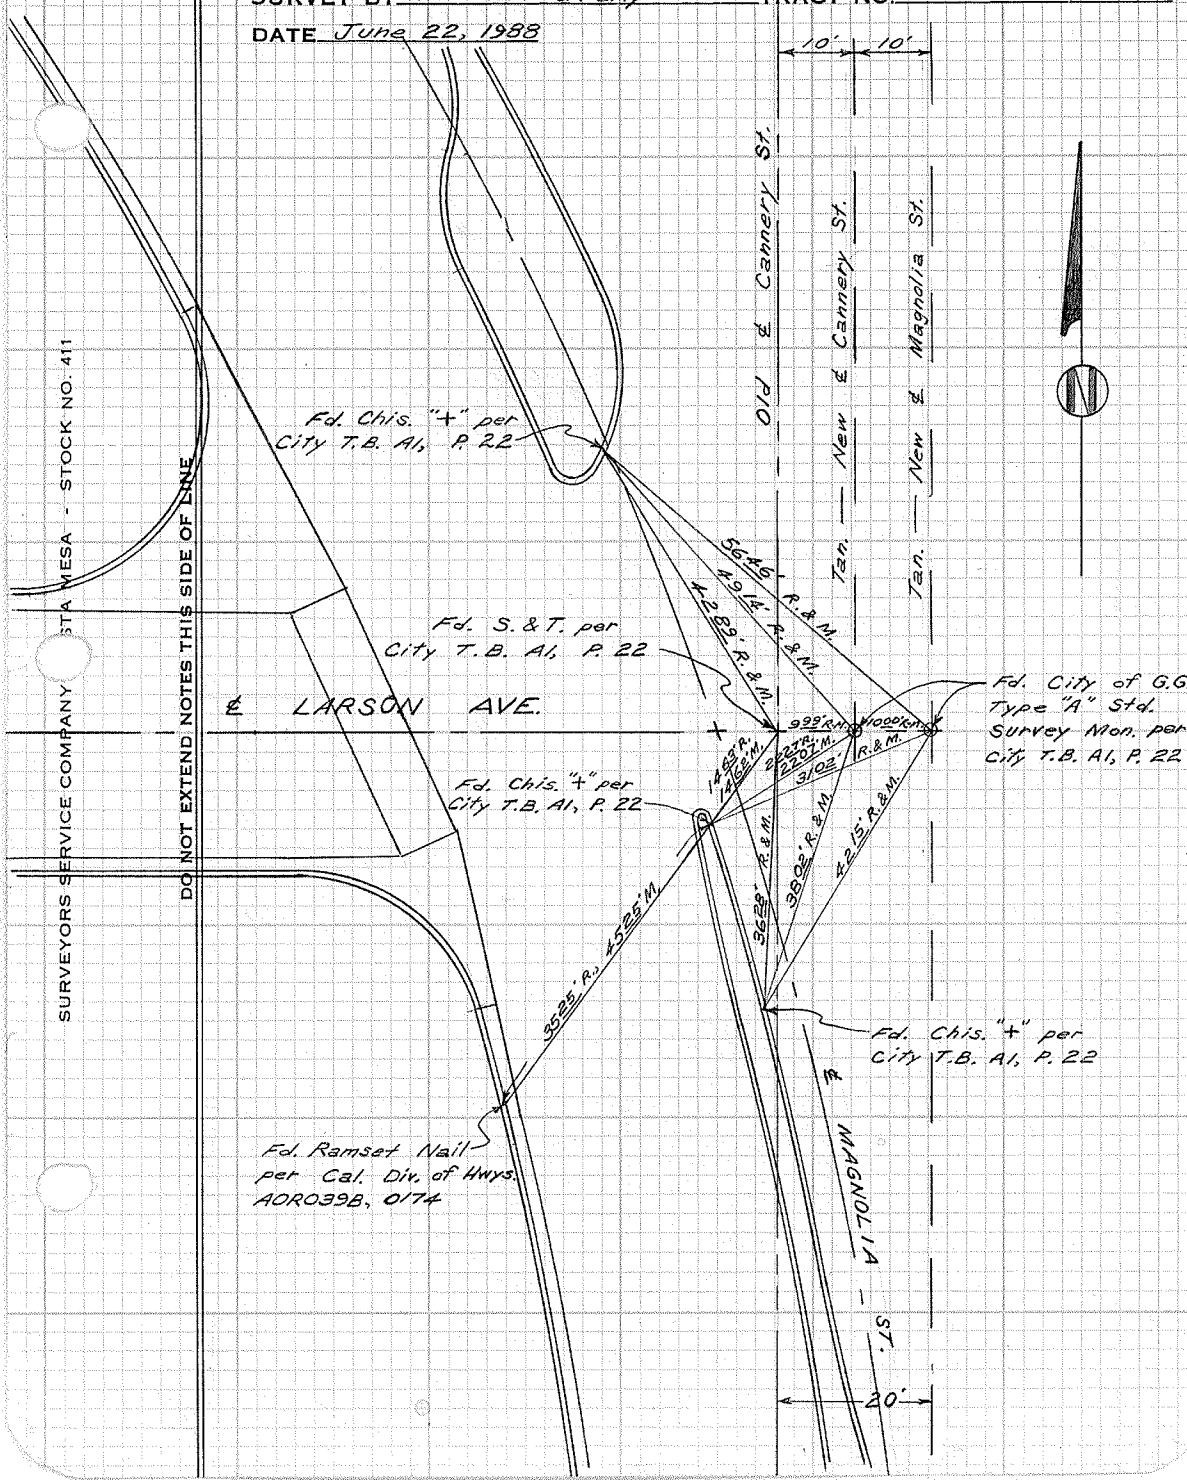 DATE June 22, 1988
10' 10'
Old ℄ Cannery St.
Tan. — New ℄ Cannery St.
Tan. — New ℄ Magnolia St.
SURVEYORS SERVICE COMPANY
STA MESA - STOCK NO. 411
DO NOT EXTEND NOTES THIS SIDE OF LINE
Fd. Chis. "+" per
City T.B. A1, P. 22
56.46' R. & M.
49.14' R. & M.
42.89' R. & M.
Fd. S. & T. per
City T.B. A1, P. 22
℄ LARSON AVE.
9.99' R.M.
10.00' R.M.
Fd. City of G.G.
Type "A" Std.
Survey Mon. per
City T.B. A1, P. 22
14.63' R.
14.62' M.
22.27' R.
22.07' M.
31.02' R. & M.
Fd. Chis. "+" per
City T.B. A1, P. 22
36.28' R. & M.
38.02' R. & M.
42.15' R. & M.
35.25' R., 45.25' M.
Fd. Chis. "+" per
City T.B. A1, P. 22
℄ MAGNOLIA - ST.
Fd. Ramset Nail
per Cal. Div. of Hwys.
AOR039B, 0174
20'